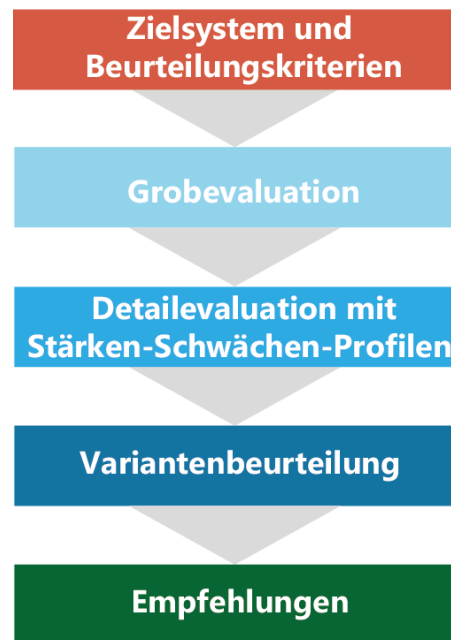 Zielsystem und
Beurteilungskriterien
Grobevaluation
Detailevaluation mit
Stärken-Schwächen-Profilen
Variantenbeurteilung
Empfehlungen